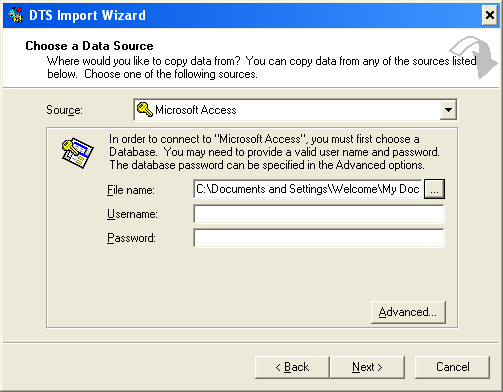 DTS Import Wizard
Choose a Data Source
Where would you like to copy data from? You can copy data from any of the sources listed
below. Choose one of the following sources.
Source: Microsoft Access
In order to connect to "Microsoft Access", you must first choose a
Database. You may need to provide a valid user name and password.
The database password can be specified in the Advanced options.
File name: C:\Documents and Settings\Welcome\My Doc ...
Username:
Password:
Advanced...
< Back Next > Cancel